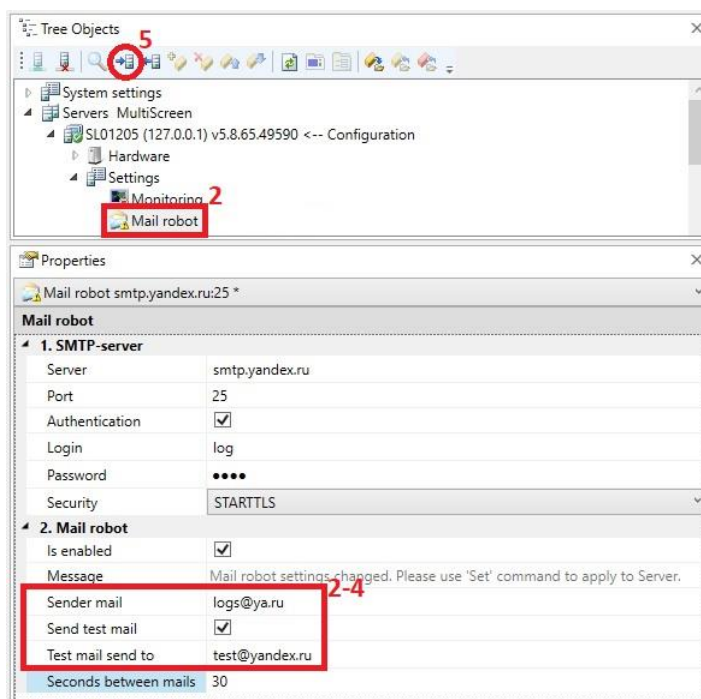 Tree Objects
5
System settings
Servers MultiScreen
SL01205 (127.0.0.1) v5.8.65.49590 <-- Configuration
Hardware
Settings
Monitoring 2
Mail robot
Properties
Mail robot smtp.yandex.ru:25 *
Mail robot
1. SMTP-server
Server smtp.yandex.ru
Port 25
Authentication
Login log
Password ••••
Security STARTTLS
2. Mail robot
Is enabled
Message Mail robot settings changed. Please use 'Set' command to apply to Server.
2-4
Sender mail logs@ya.ru
Send test mail
Test mail send to test@yandex.ru
Seconds between mails 30